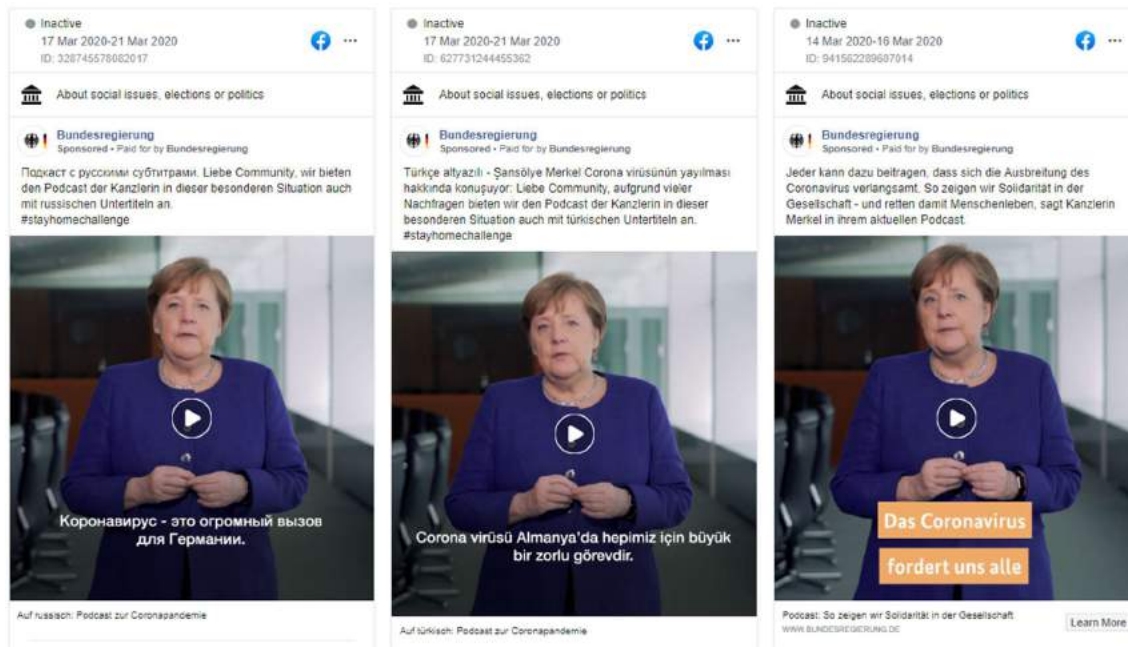 Inactive
17 Mar 2020-21 Mar 2020
ID: 328745578082017
About social issues, elections or politics
Bundesregierung
Sponsored • Paid for by Bundesregierung
Подкаст с русскими субтитрами. Liebe Community, wir bieten
den Podcast der Kanzlerin in dieser besonderen Situation auch
mit russischen Untertiteln an.
#stayhomechallenge
Коронавирус - это огромный вызов
для Германии.
Auf russisch: Podcast zur Coronapandemie
Inactive
17 Mar 2020-21 Mar 2020
ID: 627731244455362
About social issues, elections or politics
Bundesregierung
Sponsored • Paid for by Bundesregierung
Türkçe altyazılı - Şansölye Merkel Corona virüsünün yayılması
hakkında konuşuyor: Liebe Community, aufgrund vieler
Nachfragen bieten wir den Podcast der Kanzlerin in dieser
besonderen Situation auch mit türkischen Untertiteln an.
#stayhomechallenge
Corona virüsü Almanya'da hepimiz için büyük
bir zorlu görevdir.
Auf türkisch: Podcast zur Coronapandemie
Inactive
14 Mar 2020-16 Mar 2020
ID: 941562289607014
About social issues, elections or politics
Bundesregierung
Sponsored • Paid for by Bundesregierung
Jeder kann dazu beitragen, dass sich die Ausbreitung des
Coronavirus verlangsamt. So zeigen wir Solidarität in der
Gesellschaft - und retten damit Menschenleben, sagt Kanzlerin
Merkel in ihrem aktuellen Podcast.
Das Coronavirus
fordert uns alle
Podcast: So zeigen wir Solidarität in der Gesellschaft
WWW.BUNDESREGIERUNG.DE
Learn More